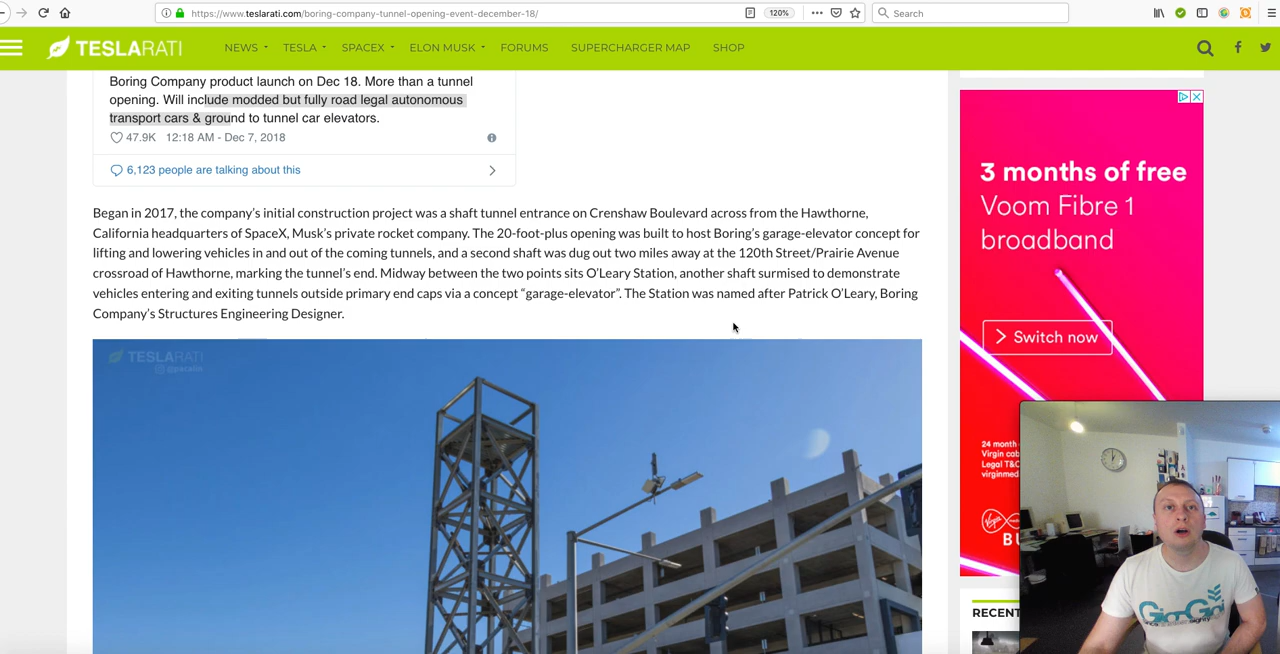 https://www.teslarati.com/boring-company-tunnel-opening-event-december-18/
120%
Search
TESLARATI
NEWS
TESLA
SPACEX
ELON MUSK
FORUMS
SUPERCHARGER MAP
SHOP
Boring Company product launch on Dec 18. More than a tunnel
opening. Will include modded but fully road legal autonomous
transport cars & ground to tunnel car elevators.
47.9K 12:18 AM - Dec 7, 2018
6,123 people are talking about this
Began in 2017, the company’s initial construction project was a shaft tunnel entrance on Crenshaw Boulevard across from the Hawthorne,
California headquarters of SpaceX, Musk’s private rocket company. The 20-foot-plus opening was built to host Boring’s garage-elevator concept for
lifting and lowering vehicles in and out of the coming tunnels, and a second shaft was dug out two miles away at the 120th Street/Prairie Avenue
crossroad of Hawthorne, marking the tunnel’s end. Midway between the two points sits O’Leary Station, another shaft surmised to demonstrate
vehicles entering and exiting tunnels outside primary end caps via a concept “garage-elevator”. The Station was named after Patrick O’Leary, Boring
Company’s Structures Engineering Designer.
TESLARATI
3 months of free
Voom Fibre 1
broadband
Switch now
24 month
Virgin
Legal T&C
virginmed
Virgin
BU
RECENT